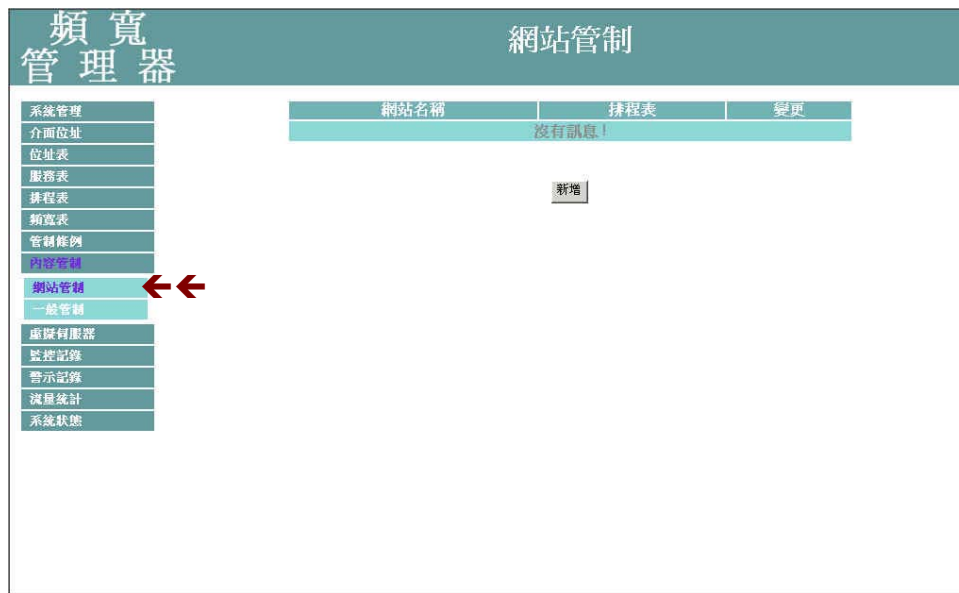 頻 寬
管 理 器
網站管制
系統管理
介面位址
位址表
服務表
排程表
頻寬表
管制條例
內容管制
網站管制
一般管制
虛擬伺服器
監控記錄
警示記錄
流量統計
系統狀態
網站名稱 排程表 變更
沒有訊息!
新增